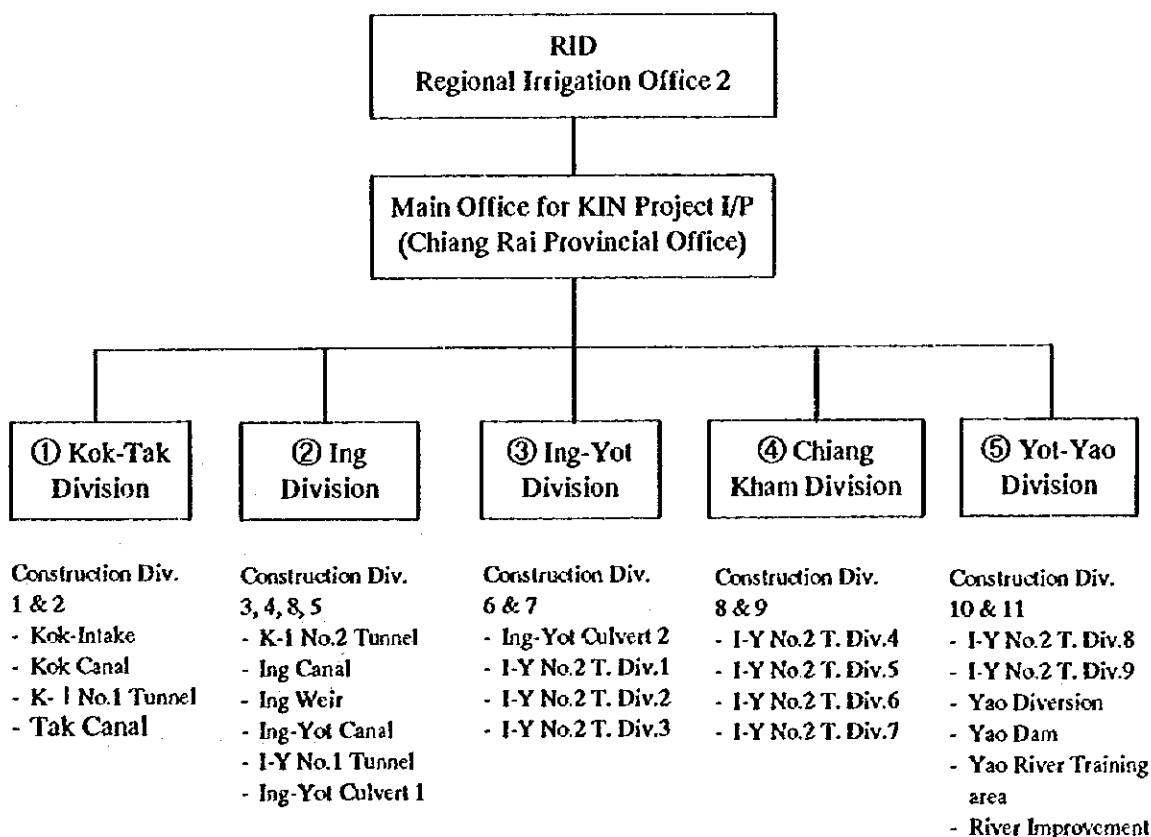 RID
Regional Irrigation Office 2
Main Office for KIN Project I/P
(Chiang Rai Provincial Office)
① Kok-Tak
Division
② Ing
Division
③ Ing-Yot
Division
④ Chiang
Kham Division
⑤ Yot-Yao
Division
Construction Div.
1 & 2
- Kok-Intake
- Kok Canal
- K-I No.1 Tunnel
- Tak Canal
Construction Div.
3, 4, 8, 5
- K-I No.2 Tunnel
- Ing Canal
- Ing Weir
- Ing-Yot Canal
- I-Y No.1 Tunnel
- Ing-Yot Culvert 1
Construction Div.
6 & 7
- Ing-Yot Culvert 2
- I-Y No.2 T. Div.1
- I-Y No.2 T. Div.2
- I-Y No.2 T. Div.3
Construction Div.
8 & 9
- I-Y No.2 T. Div.4
- I-Y No.2 T. Div.5
- I-Y No.2 T. Div.6
- I-Y No.2 T. Div.7
Construction Div.
10 & 11
- I-Y No.2 T. Div.8
- I-Y No.2 T. Div.9
- Yao Diversion
- Yao Dam
- Yao River Training
area
- River Improvement